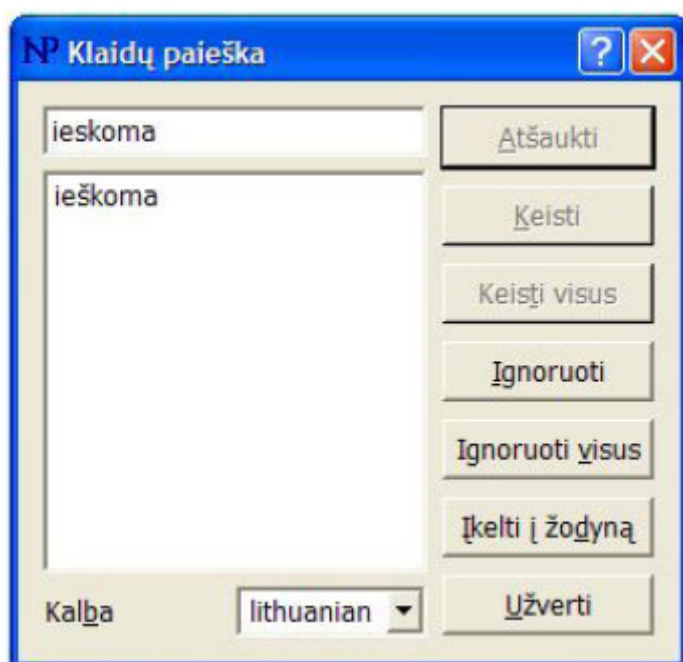 NP Klaidų paieška
ieskoma
ieškoma
Atšaukti
Keisti
Keisti visus
Ignoruoti
Ignoruoti visus
Įkelti į žodyną
Kalba
lithuanian
Užverti